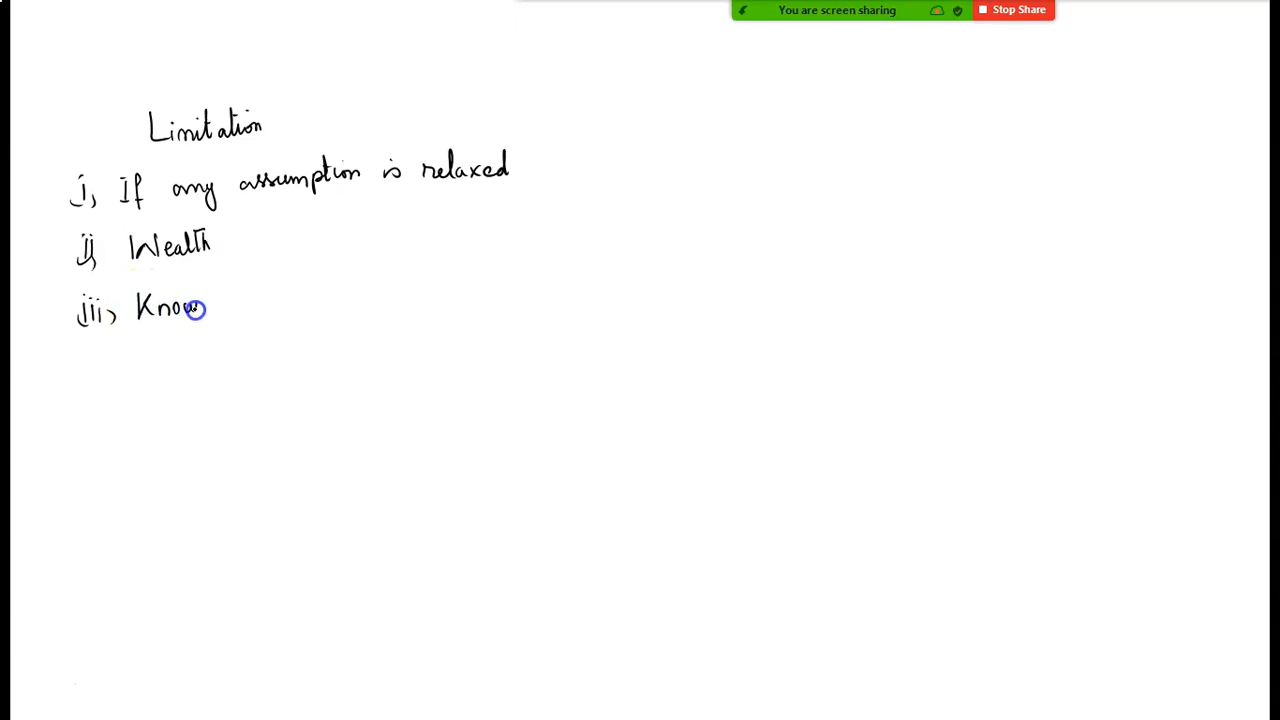 You are screen sharing Stop Share
Limitation
i, If any assumption is relaxed
ii, Wealth
iii, Know